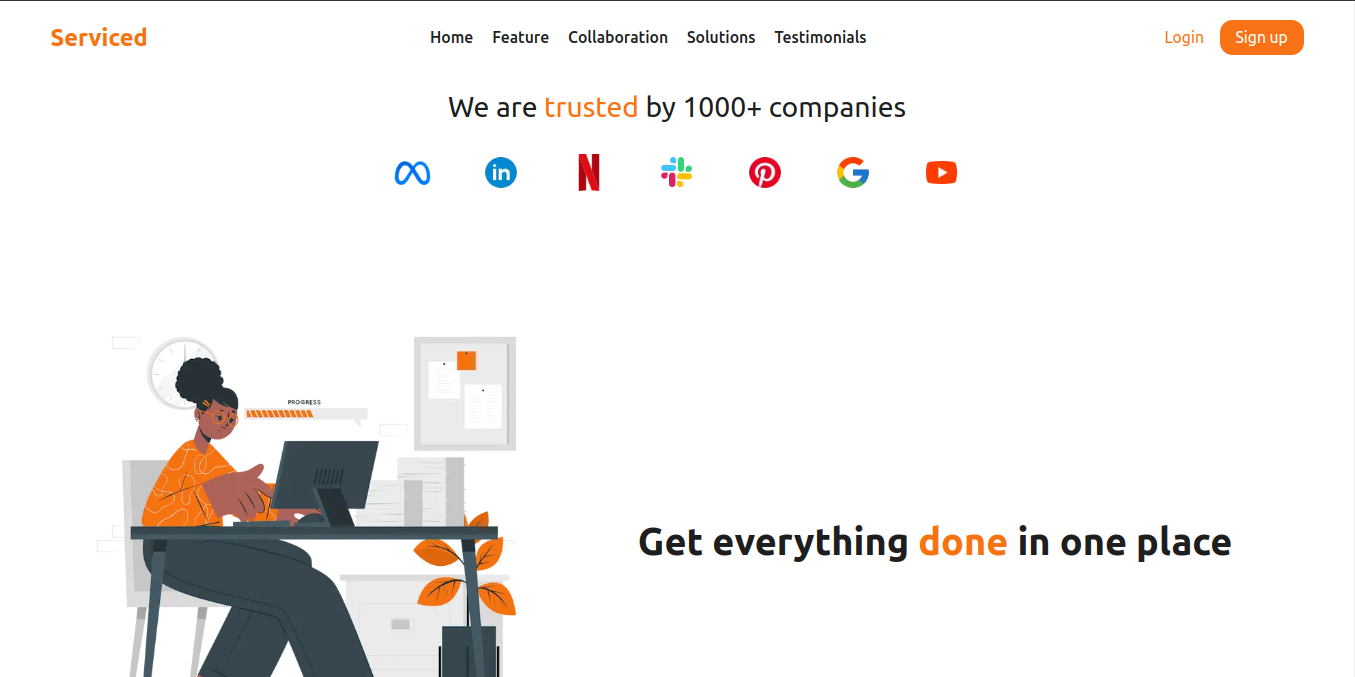 Serviced
Home Feature Collaboration Solutions Testimonials
Login Sign up
We are trusted by 1000+ companies
in
PROGRESS
Get everything done in one place